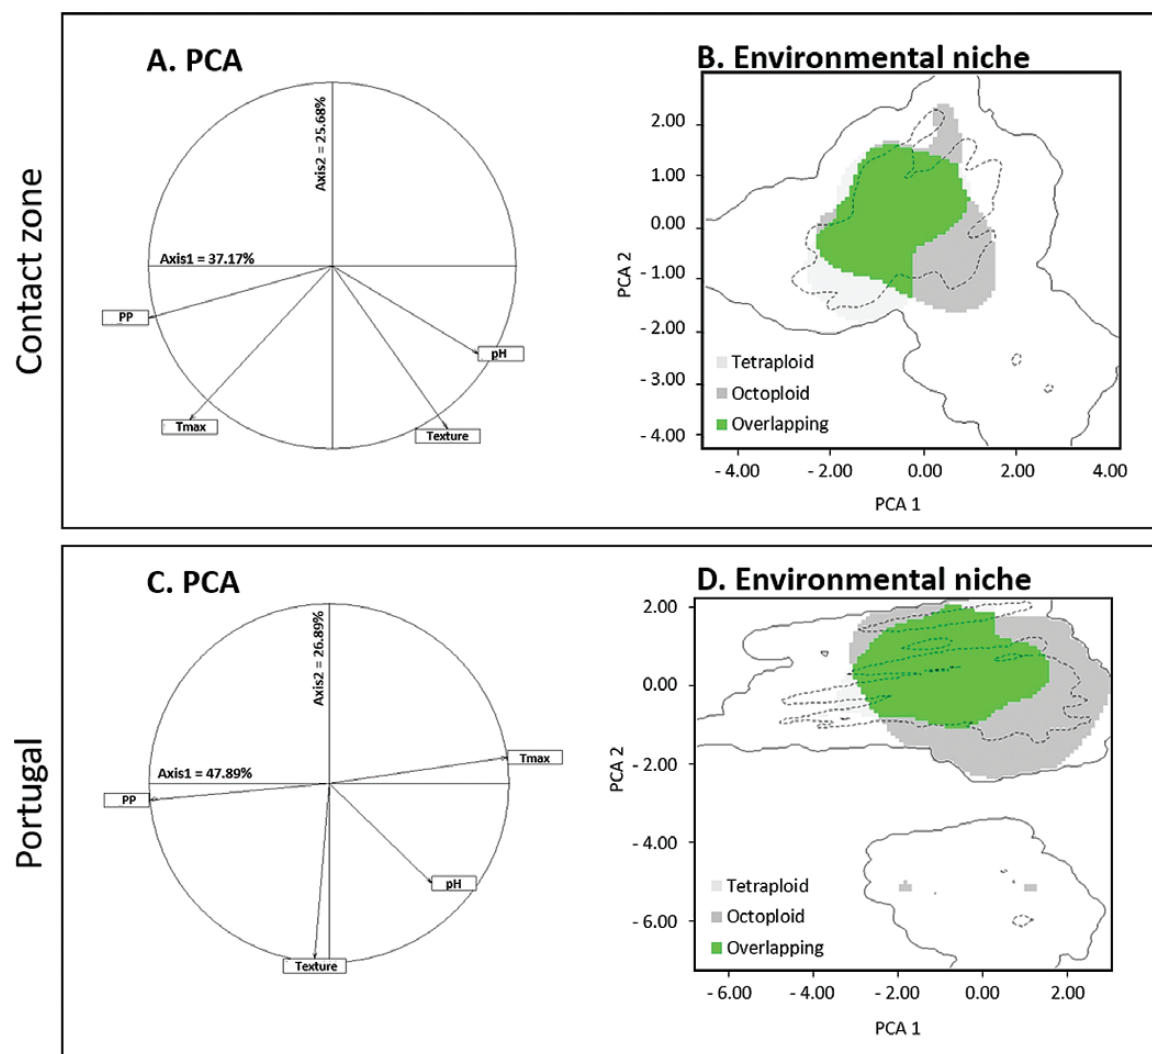 Contact zone
A. PCA
Axis2 = 25.68%
Axis1 = 37.17%
PP
pH
Tmax
Texture
B. Environmental niche
PCA 2
2.00
1.00
0.00
- 1.00
- 2.00
- 3.00
- 4.00
Tetraploid
Octoploid
Overlapping
- 4.00 - 2.00 0.00 2.00 4.00
PCA 1
Portugal
C. PCA
Axis2 = 26.89%
Axis1 = 47.89%
Tmax
PP
pH
Texture
D. Environmental niche
PCA 2
2.00
0.00
- 2.00
- 4.00
- 6.00
Tetraploid
Octoploid
Overlapping
- 6.00 - 4.00 - 2.00 0.00 2.00
PCA 1